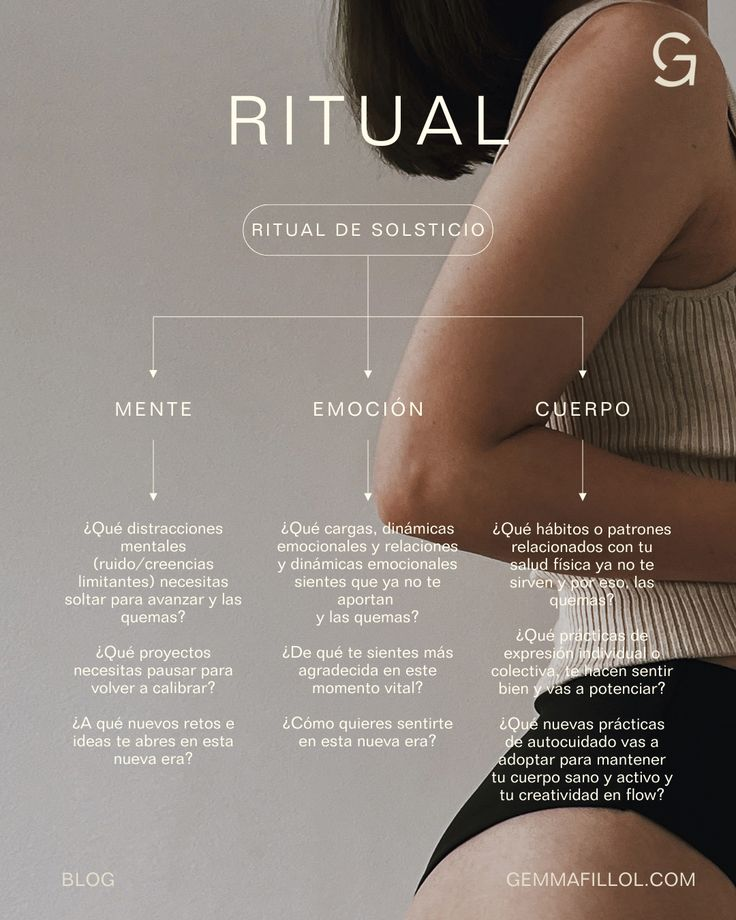 G
RITUAL
RITUAL DE SOLSTICIO
MENTE
EMOCIÓN
CUERPO
¿Qué distracciones
mentales
(ruido/creencias
limitantes) necesitas
soltar para avanzar y las
quemas?
¿Qué proyectos
necesitas pausar para
volver a calibrar?
¿A qué nuevos retos e
ideas te abres en esta
nueva era?
¿Qué cargas, dinámicas
emocionales y relaciones
y dinámicas emocionales
sientes que ya no te
aportan
y las quemas?
¿De qué te sientes más
agradecida en este
momento vital?
¿Cómo quieres sentirte
en esta nueva era?
¿Qué hábitos o patrones
relacionados con tu
salud física ya no te
sirven y por eso, las
quemas?
¿Qué prácticas de
expresión individual o
colectiva, te hacen sentir
bien y vas a potenciar?
¿Qué nuevas prácticas
de autocuidado vas a
adoptar para mantener
tu cuerpo sano y activo y
tu creatividad en flow?
BLOG
GEMMAFILLOL.COM